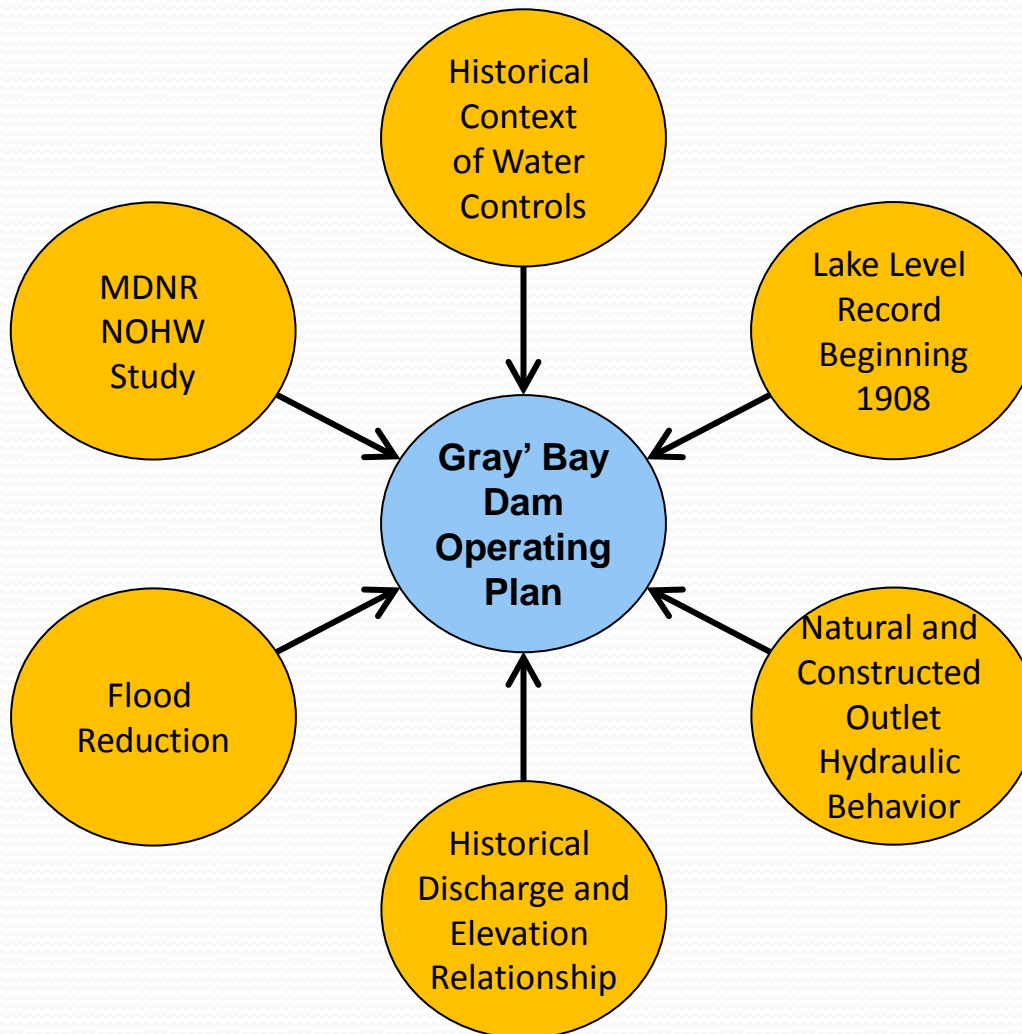 Historical
Context
of Water
Controls
MDNR
NOHW
Study
Lake Level
Record
Beginning
1908
Gray' Bay
Dam
Operating
Plan
Flood
Reduction
Natural and
Constructed
Outlet
Hydraulic
Behavior
Historical
Discharge and
Elevation
Relationship